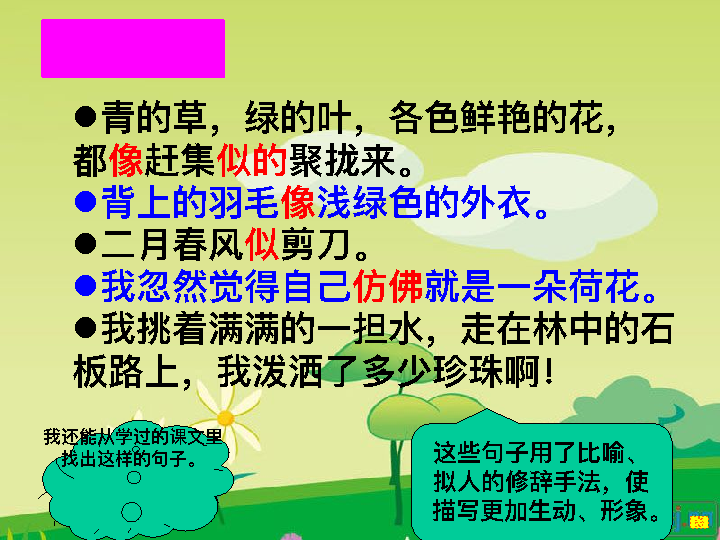 ●青的草，绿的叶，各色鲜艳的花，
都像赶集似的聚拢来。
●背上的羽毛像浅绿色的外衣。
●二月春风似剪刀。
●我忽然觉得自己仿佛就是一朵荷花。
●我挑着满满的一担水，走在林中的石
板路上，我泼洒了多少珍珠啊！
我还能从学过的课文里
找出这样的句子。
这些句子用了比喻、
拟人的修辞手法，使
描写更加生动、形象。